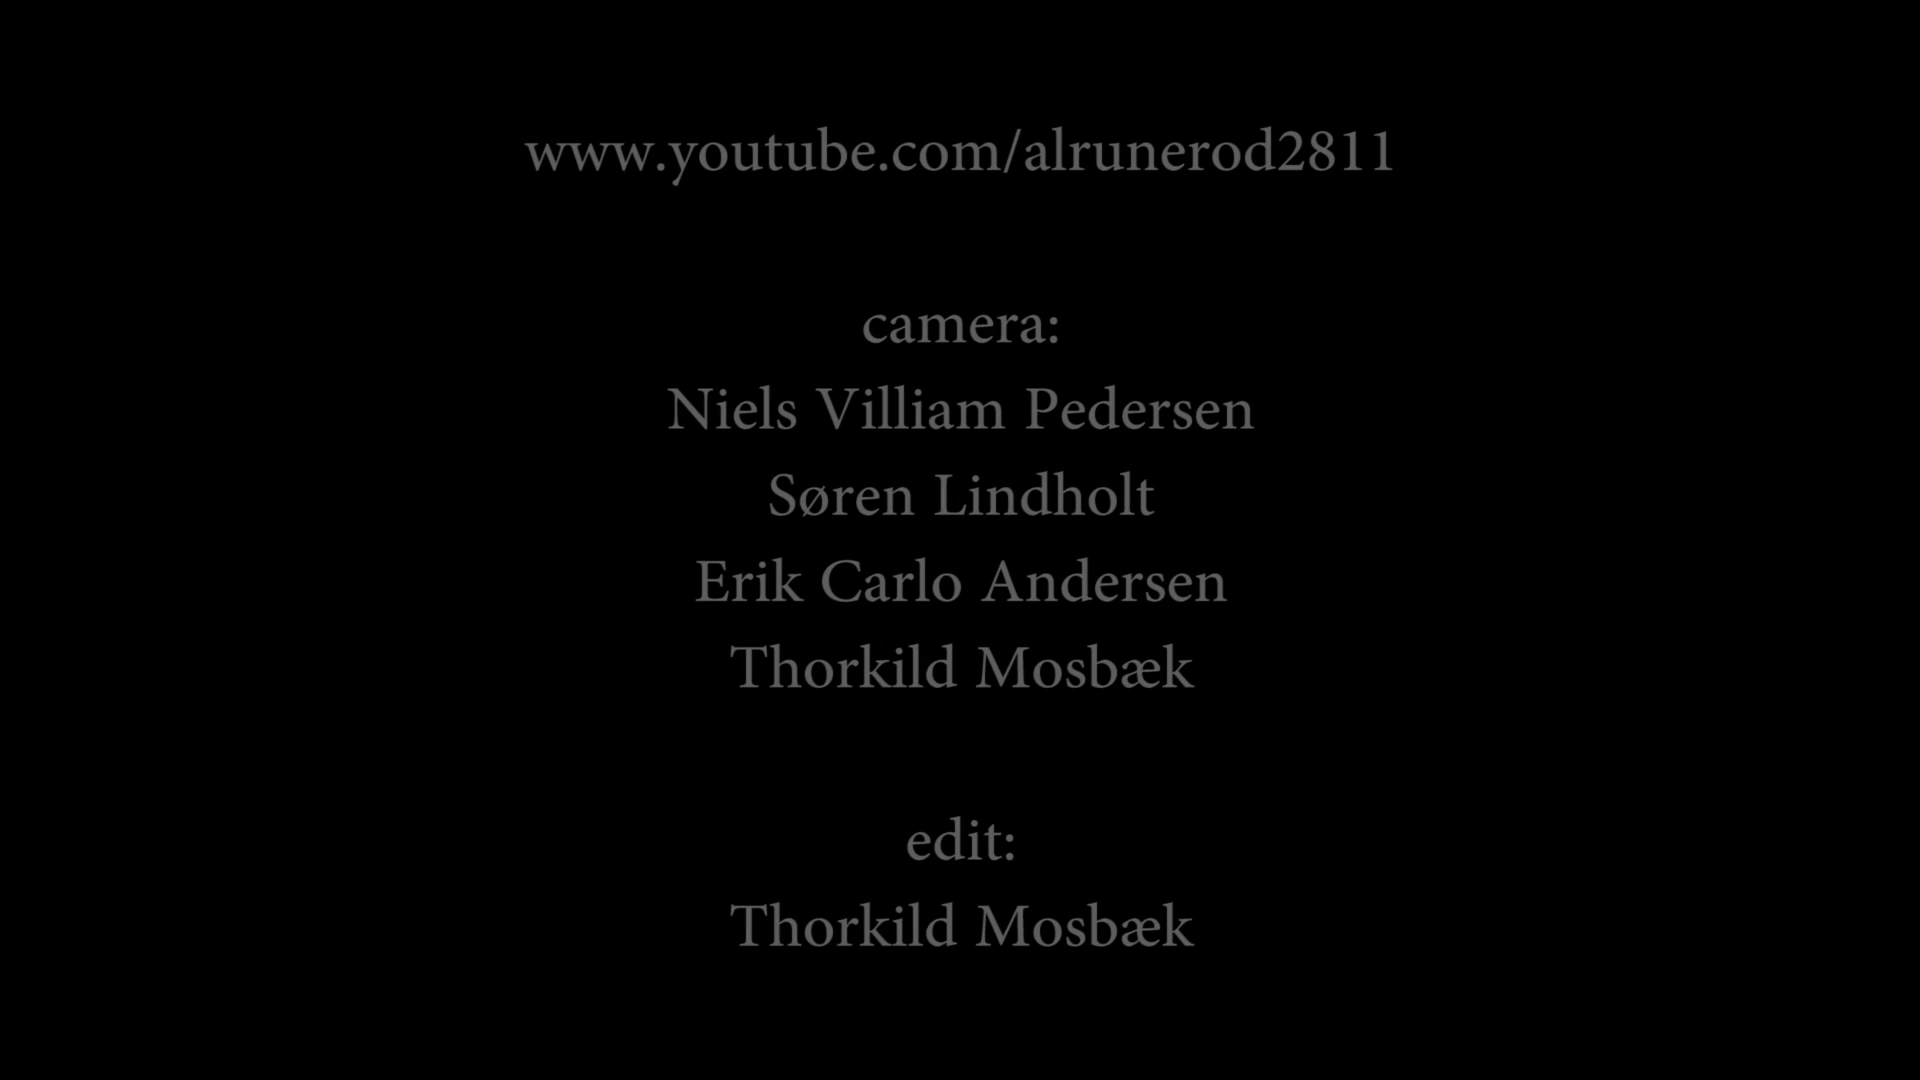 www.youtube.com/alrunerod2811
camera:
Niels Villiam Pedersen
Søren Lindholt
Erik Carlo Andersen
Thorkild Mosbæk
edit:
Thorkild Mosbæk